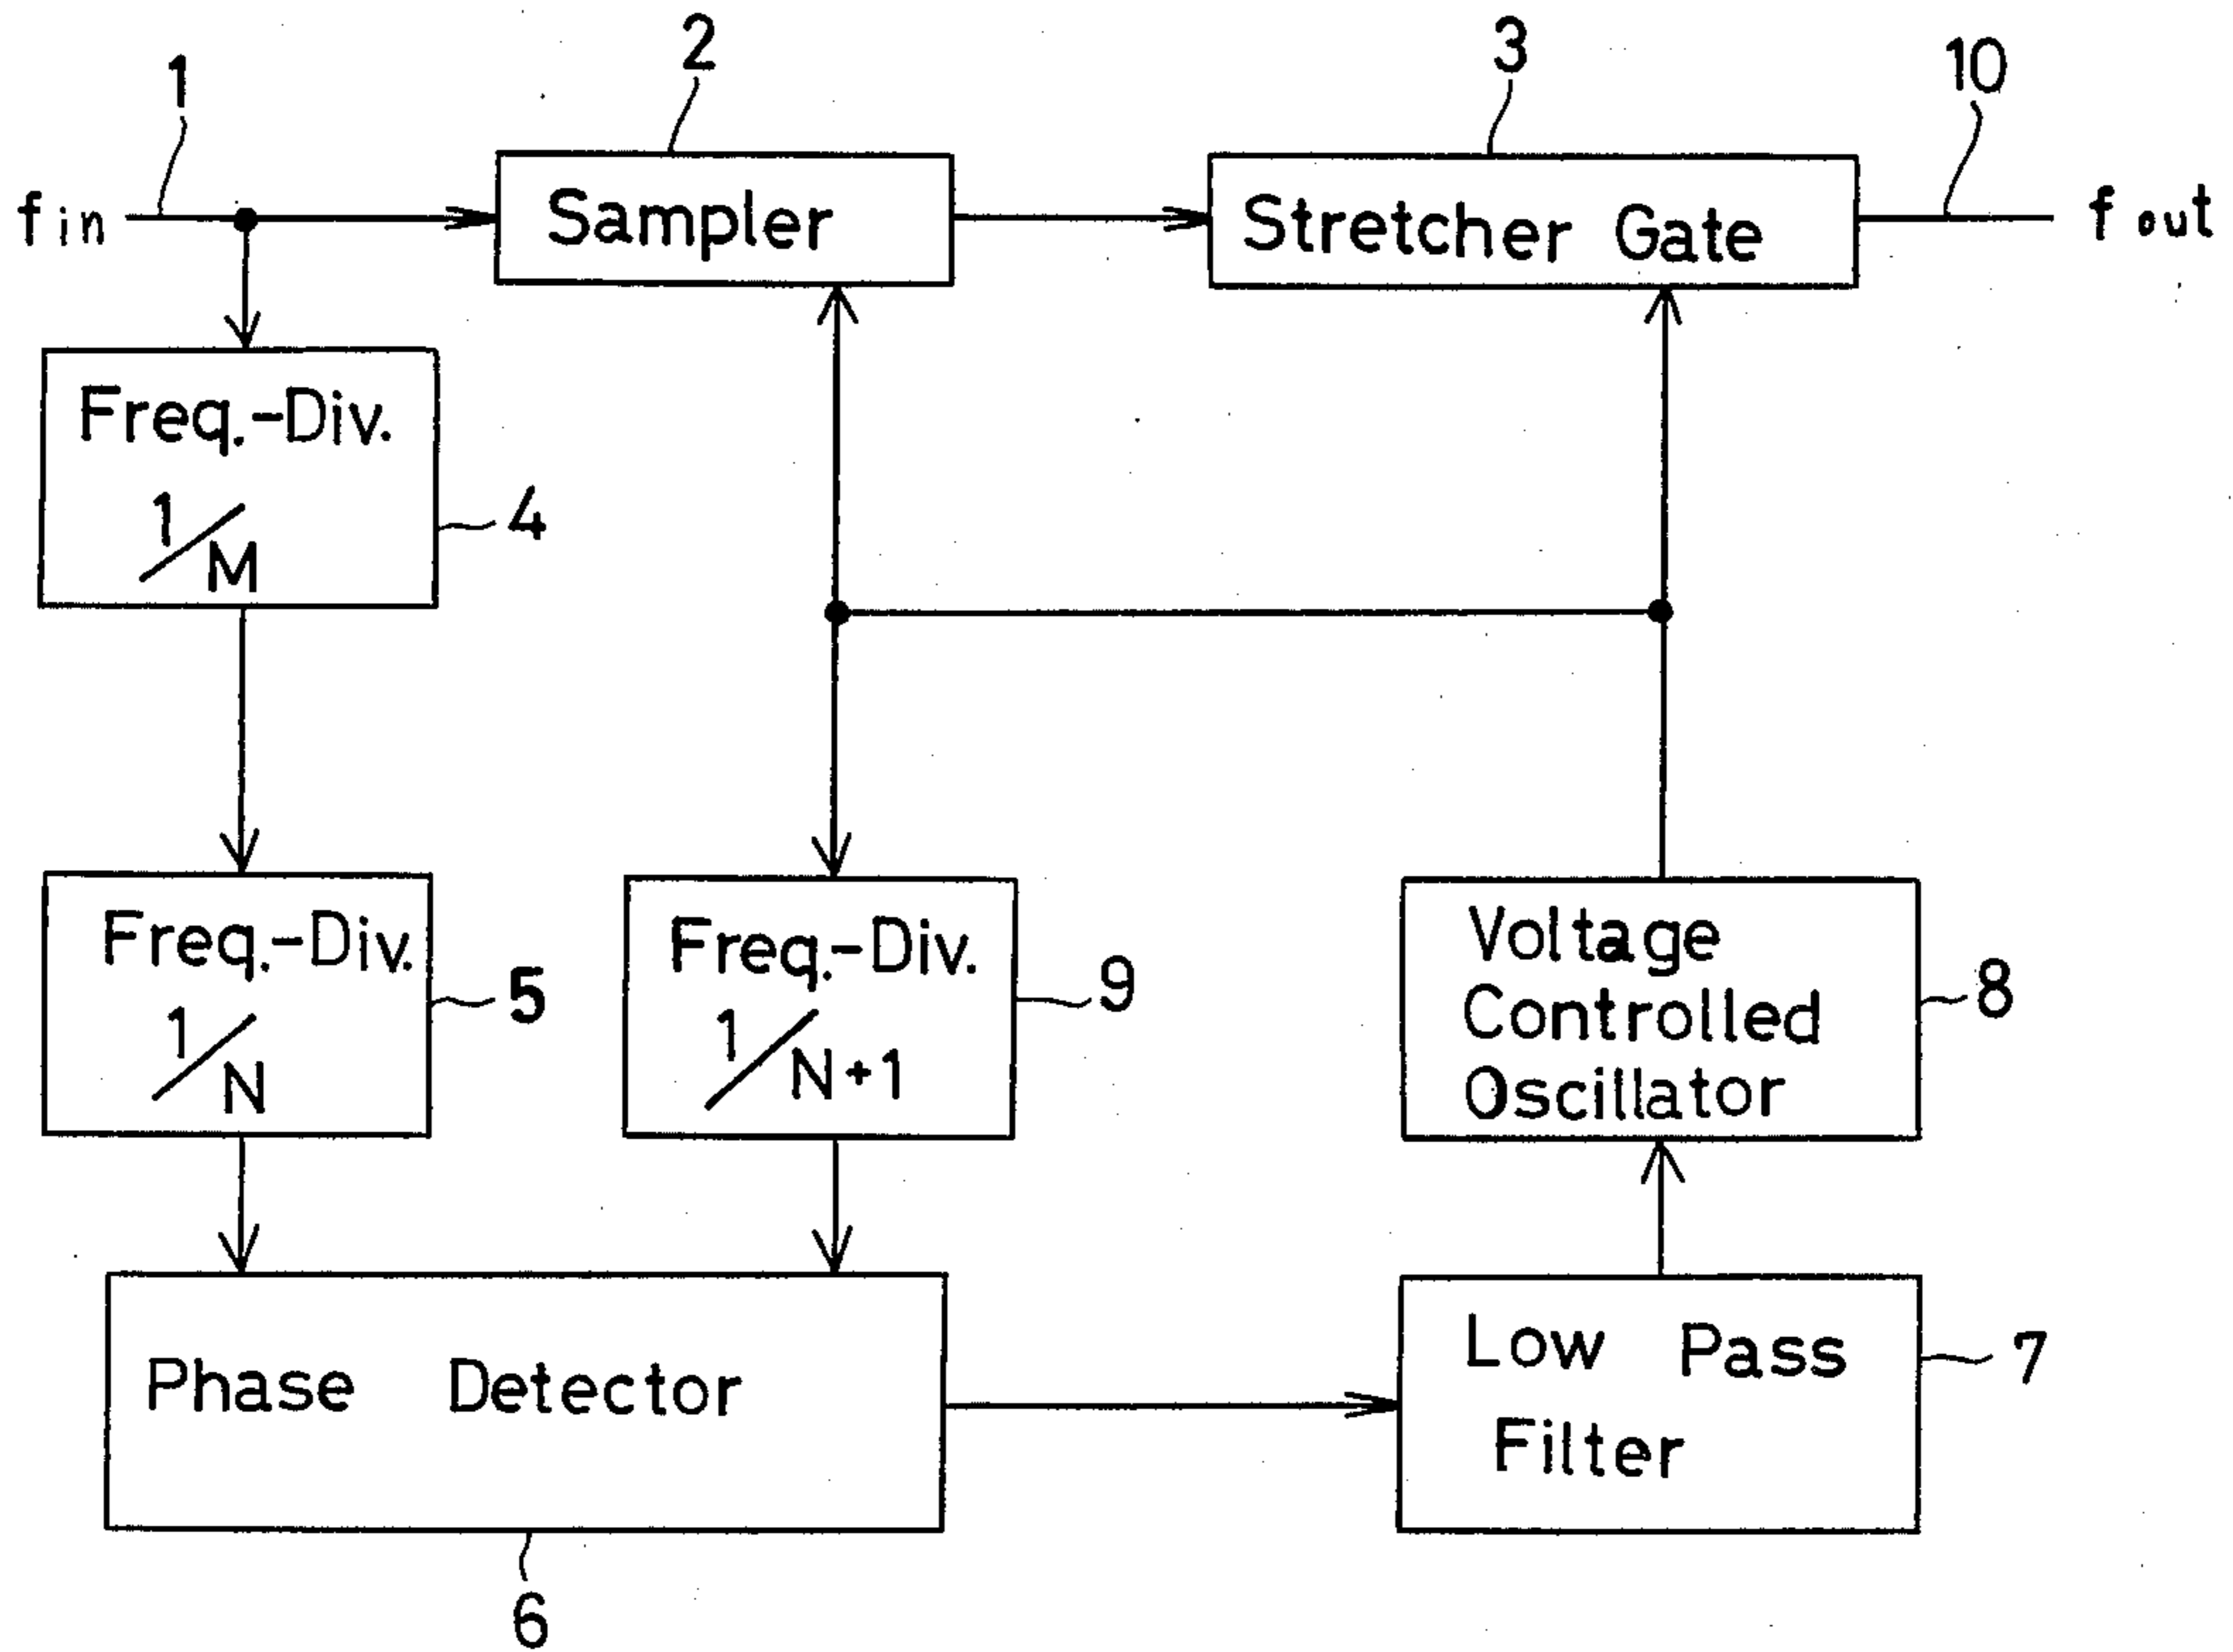 1
2
3
10
fin
Sampler
Stretcher Gate
fout
Freq.-Div.
1/M
4
Freq.-Div.
1/N
5
Freq.-Div.
1/N+1
9
Voltage
Controlled
Oscillator
8
Phase Detector
6
Low Pass
Filter
7